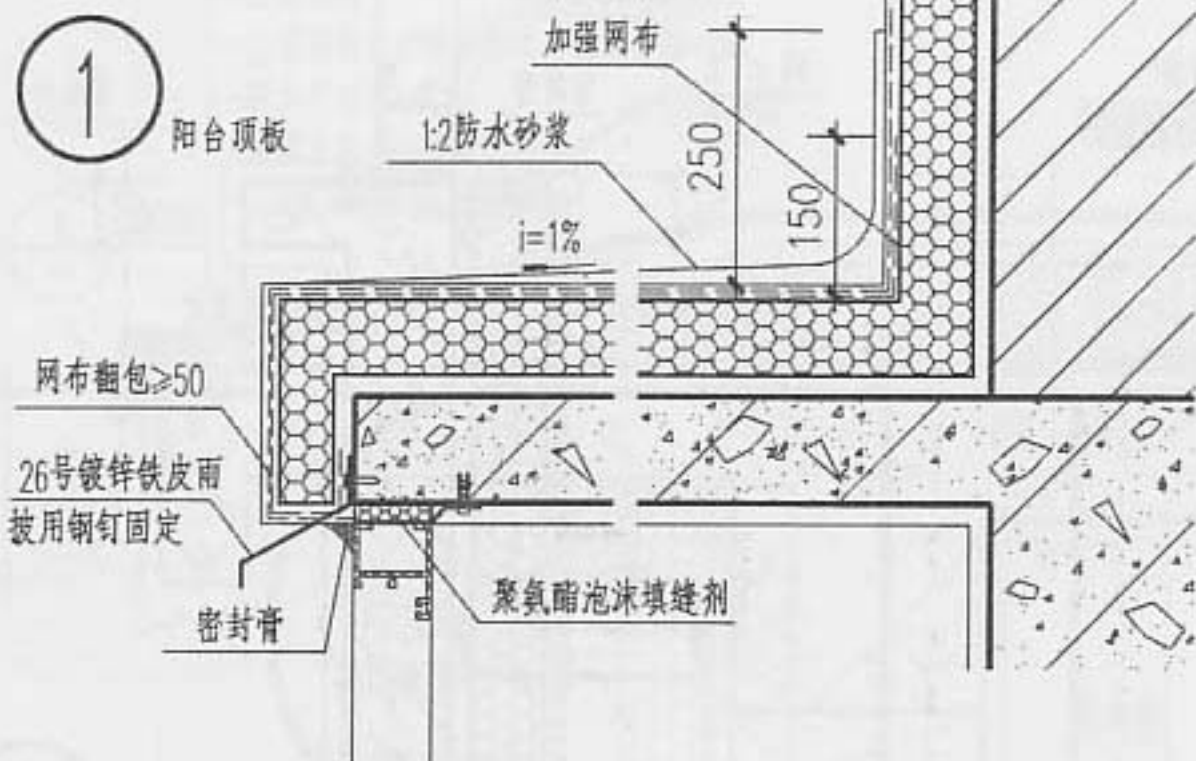 1
阳台顶板
加强网布
1:2防水砂浆
250
150
i=1%
网布翻包≥50
26号镀锌铁皮雨
披用钢钉固定
密封膏
聚氨酯泡沫填缝剂